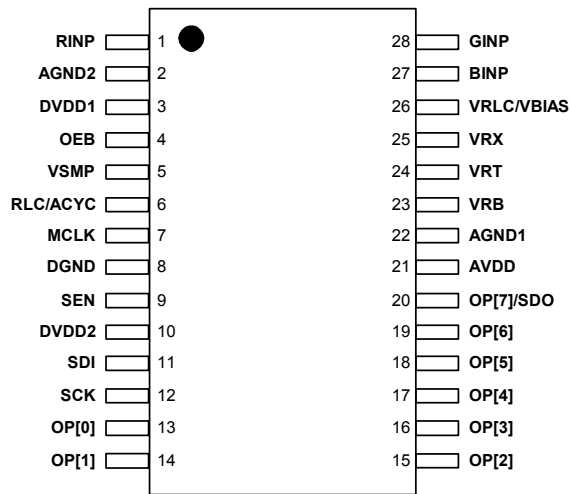 RINP 1 28 GINP
AGND2 2 27 BINP
DVDD1 3 26 VRLC/VBIAS
OEB 4 25 VRX
VSMP 5 24 VRT
RLC/ACYC 6 23 VRB
MCLK 7 22 AGND1
DGND 8 21 AVDD
SEN 9 20 OP[7]/SDO
DVDD2 10 19 OP[6]
SDI 11 18 OP[5]
SCK 12 17 OP[4]
OP[0] 13 16 OP[3]
OP[1] 14 15 OP[2]